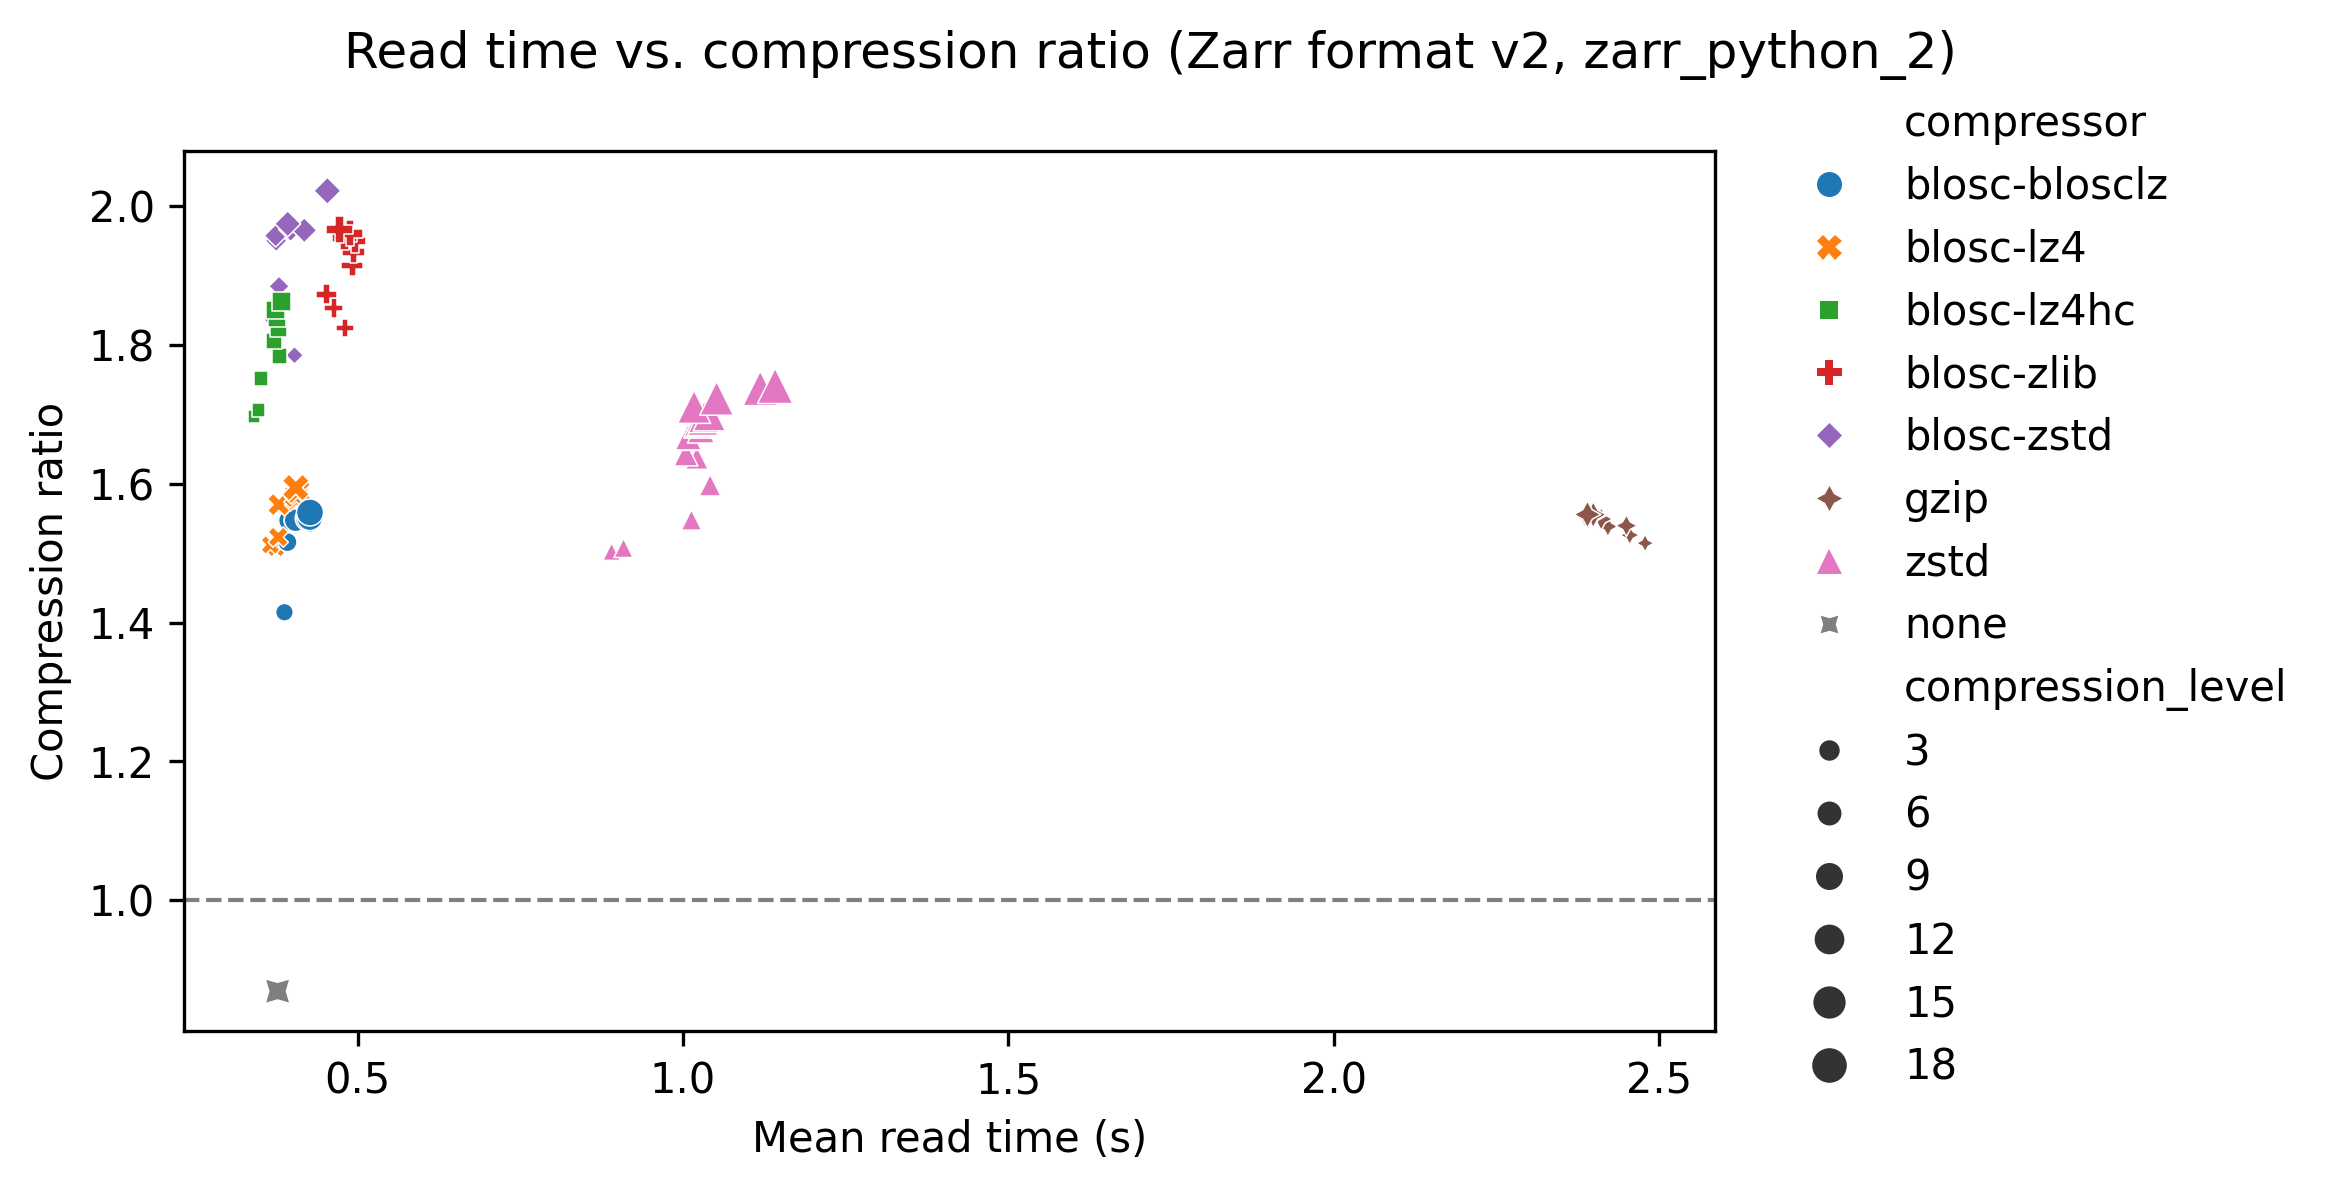 Read time vs. compression ratio (Zarr format v2, zarr_python_2)
compressor
blosc-blosclz
blosc-lz4
blosc-lz4hc
blosc-zlib
blosc-zstd
gzip
zstd
none
compression_level
3
6
9
12
15
18
Compression ratio
2.0
1.8
1.6
1.4
1.2
1.0
0.5
1.0
1.5
2.0
2.5
Mean read time (s)